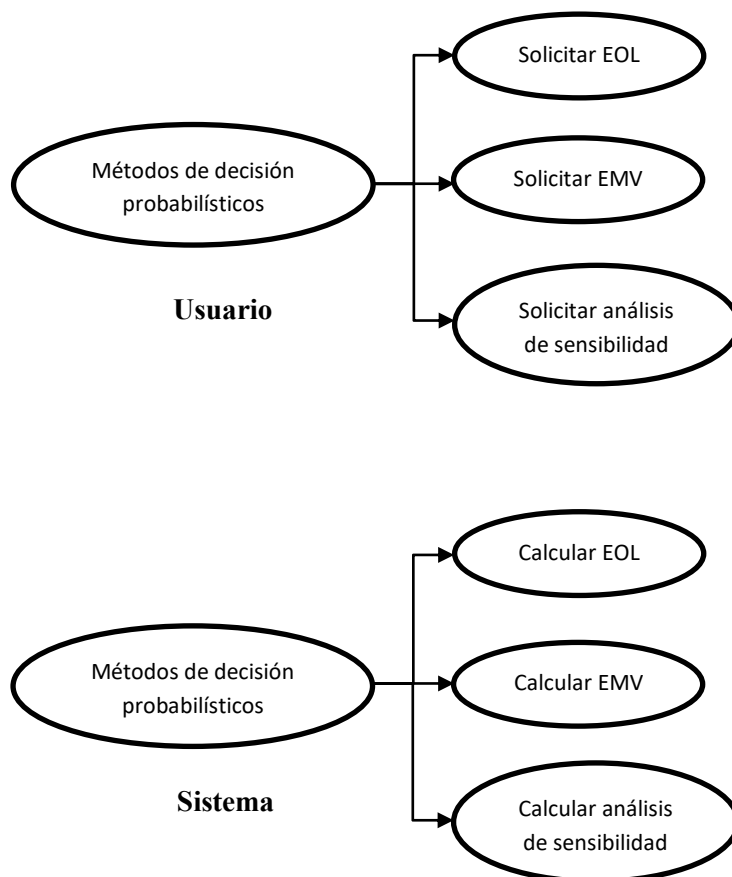 Solicitar EOL
Métodos de decisión
probabilísticos
Solicitar EMV
Usuario
Solicitar análisis
de sensibilidad
Calcular EOL
Métodos de decisión
probabilísticos
Calcular EMV
Sistema
Calcular análisis
de sensibilidad